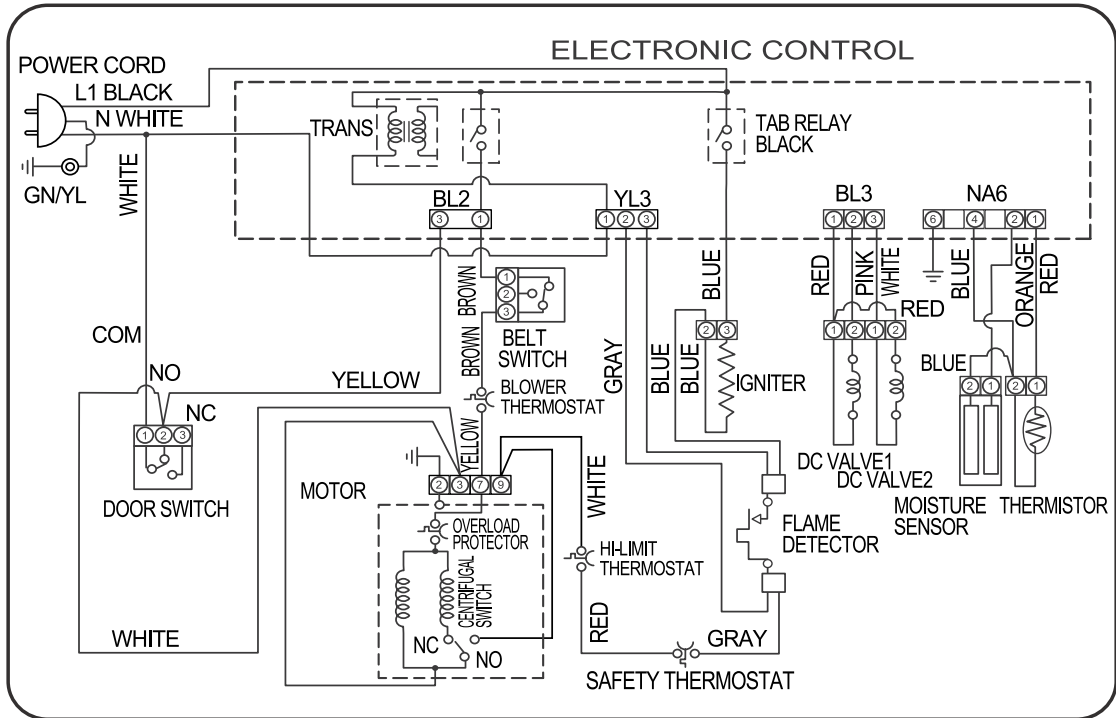 ELECTRONIC CONTROL
POWER CORD
L1 BLACK
N WHITE
GN/YL
WHITE
TRANS
TAB RELAY
BLACK
BL2
3 1
YL3
1 2 3
BL3
1 2 3
NA6
6 4 2 1
BROWN
1
2
3
BELT
SWITCH
BROWN
BLOWER
THERMOSTAT
YELLOW
COM
NO
NC
1 2 3
DOOR SWITCH
YELLOW
GRAY
BLUE
BLUE
BLUE
2 3
IGNITER
RED
PINK
WHITE
RED
1 2 1 2
DC VALVE1
DC VALVE2
BLUE
ORANGE
RED
BLUE
2 1 2 1
MOISTURE
SENSOR
THERMISTOR
MOTOR
2 3 7 9
OVERLOAD
PROTECTOR
CENTRIFUGAL
SWITCH
NC
NO
WHITE
WHITE
HI-LIMIT
THERMOSTAT
RED
FLAME
DETECTOR
GRAY
SAFETY THERMOSTAT